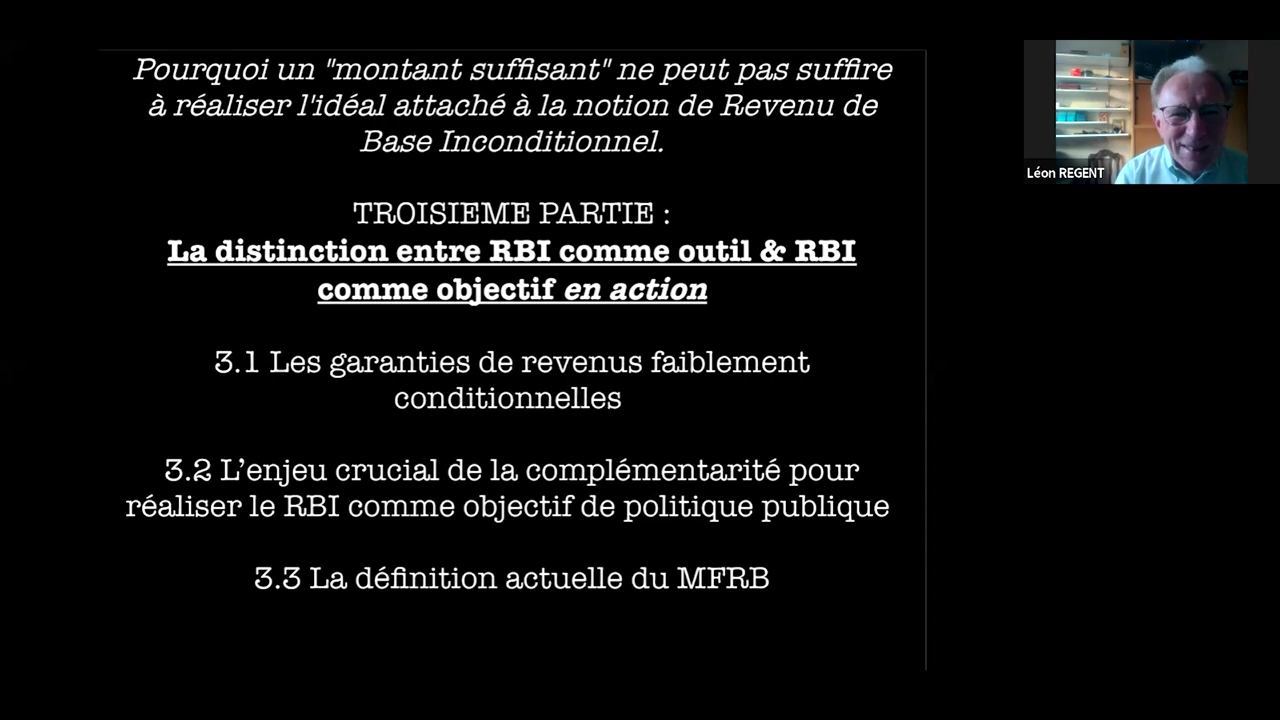 Pourquoi un "montant suffisant" ne peut pas suffire
à réaliser l'idéal attaché à la notion de Revenu de
Base Inconditionnel.
TROISIEME PARTIE :
La distinction entre RBI comme outil & RBI
comme objectif en action
3.1 Les garanties de revenus faiblement
conditionnelles
3.2 L’enjeu crucial de la complémentarité pour
réaliser le RBI comme objectif de politique publique
3.3 La définition actuelle du MFRB
Léon REGENT